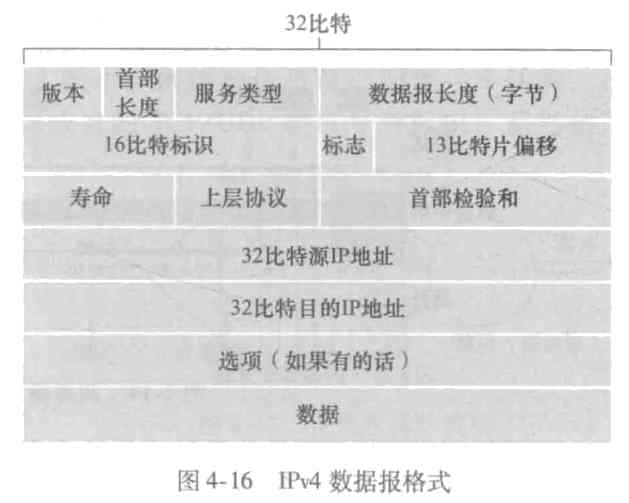 32比特
版本 首部长度 服务类型 数据报长度（字节）
16比特标识 标志 13比特片偏移
寿命 上层协议 首部检验和
32比特源IP地址
32比特目的IP地址
选项（如果有的话）
数据
图 4-16 IPv4 数据报格式